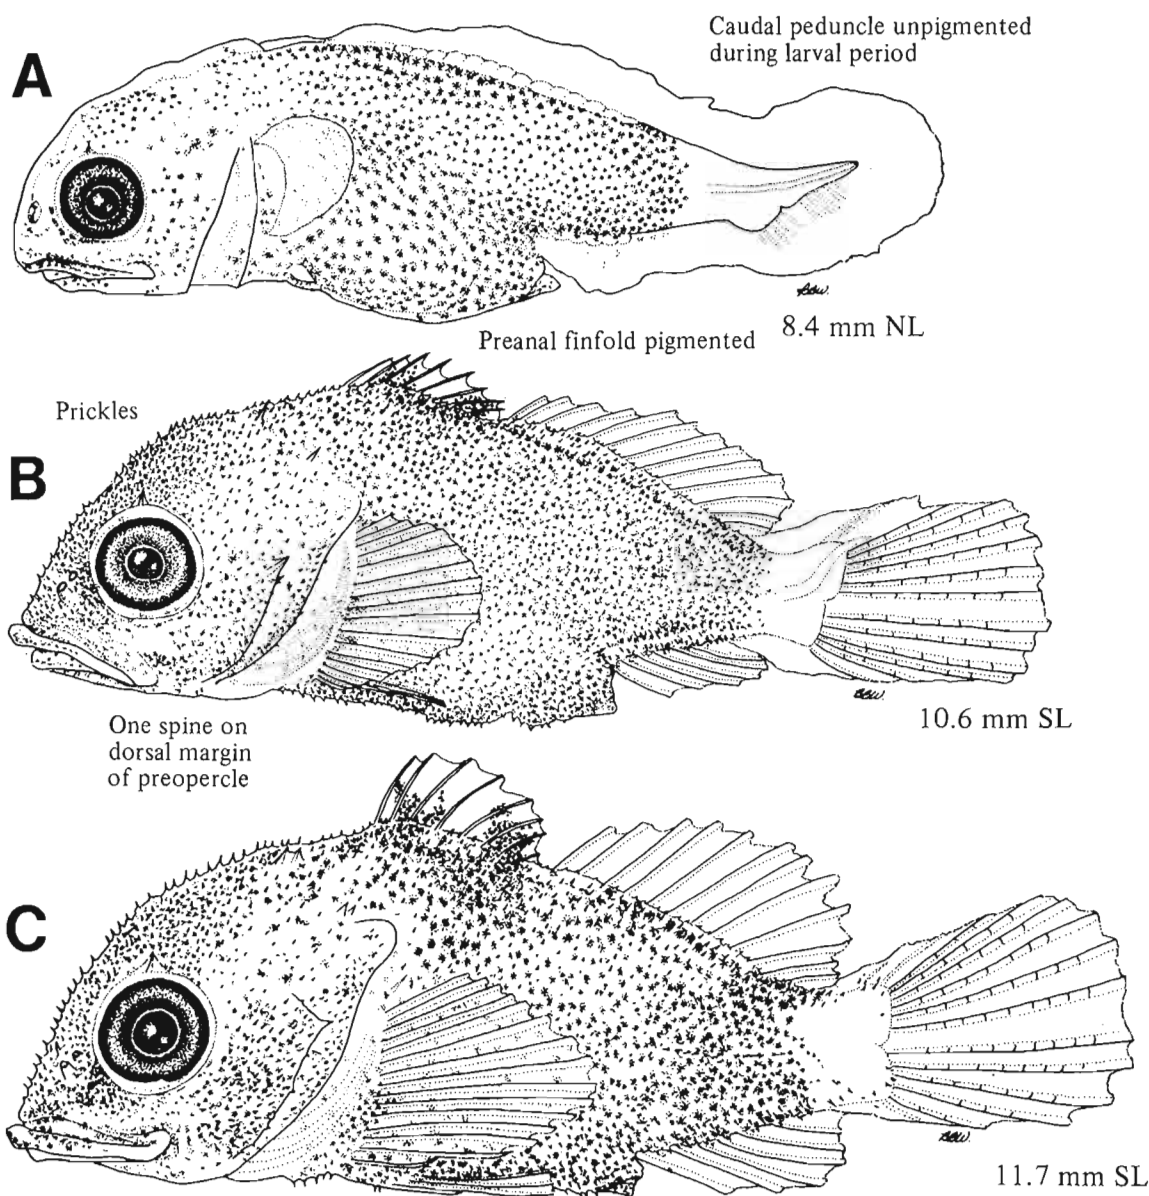 Caudal peduncle unpigmented
during larval period
A
8.4 mm NL
Preanal finfold pigmented
Prickles
B
10.6 mm SL
One spine on
dorsal margin
of preopercle
C
11.7 mm SL